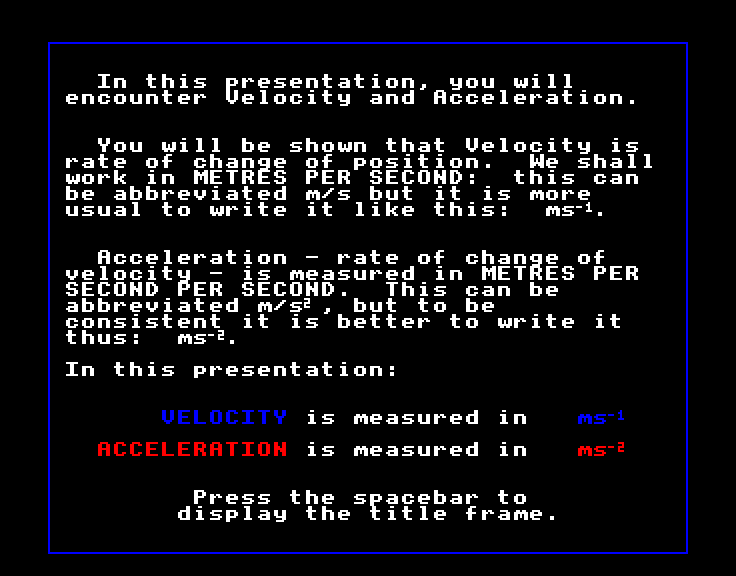 In this presentation, you will
encounter Velocity and Acceleration.
You will be shown that Velocity is
rate of change of position. We shall
work in METRES PER SECOND: this can
be abbreviated m/s but it is more
usual to write it like this: ms⁻¹.
Acceleration - rate of change of
velocity - is measured in METRES PER
SECOND PER SECOND. This can be
abbreviated m/s², but to be
consistent it is better to write it
thus: ms⁻².
In this presentation:
VELOCITY is measured in ms⁻¹
ACCELERATION is measured in ms⁻²
Press the spacebar to
display the title frame.